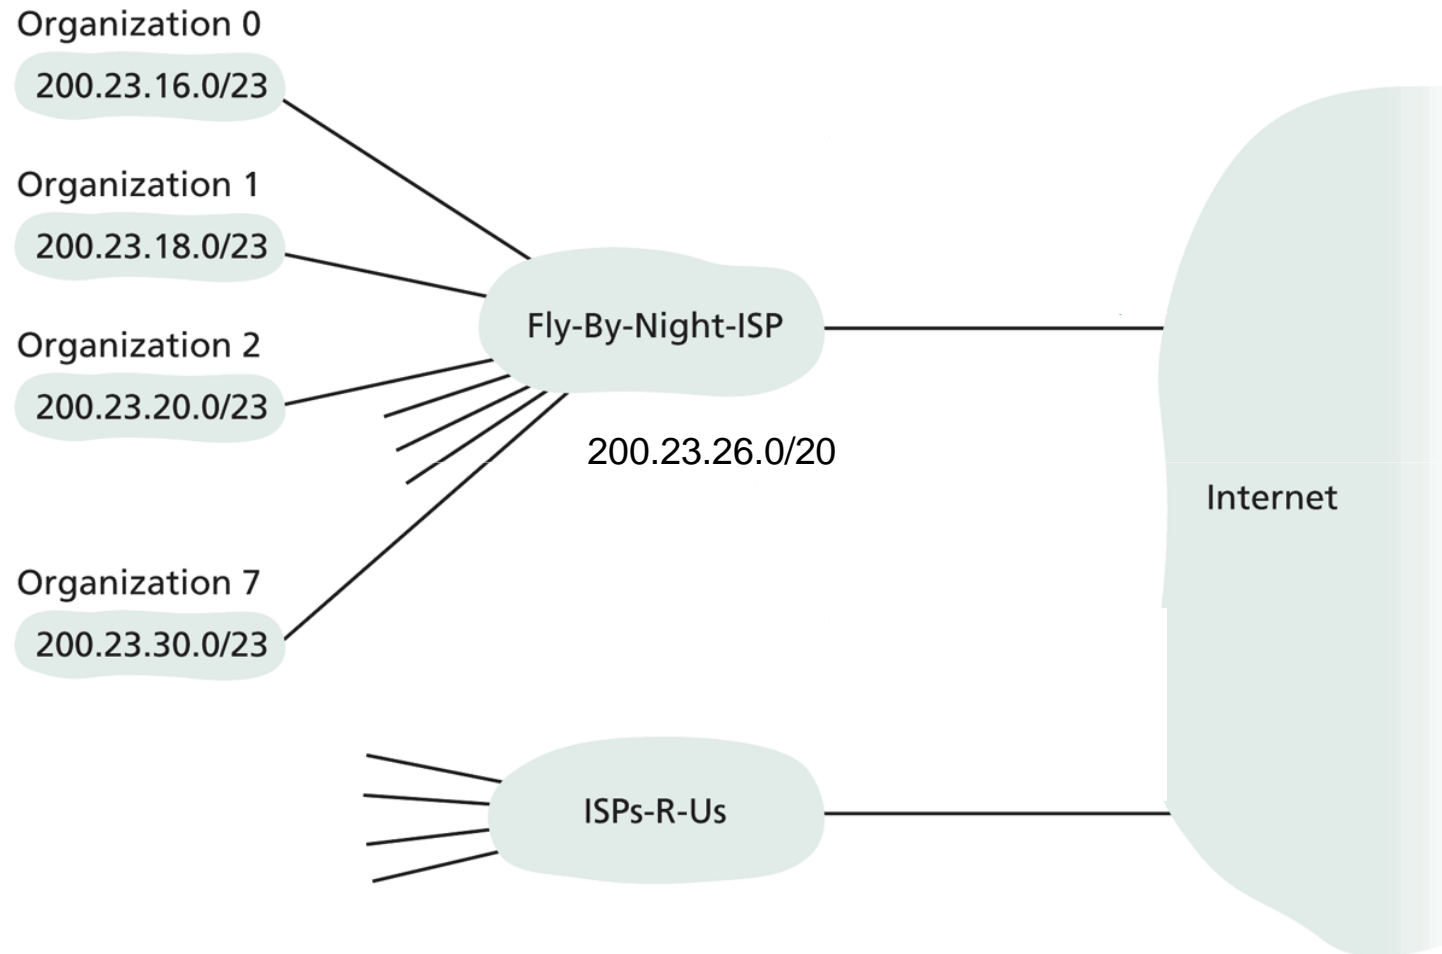 Organization 0
200.23.16.0/23
Organization 1
200.23.18.0/23
Organization 2
200.23.20.0/23
Organization 7
200.23.30.0/23
Fly-By-Night-ISP
200.23.26.0/20
ISPs-R-Us
Internet